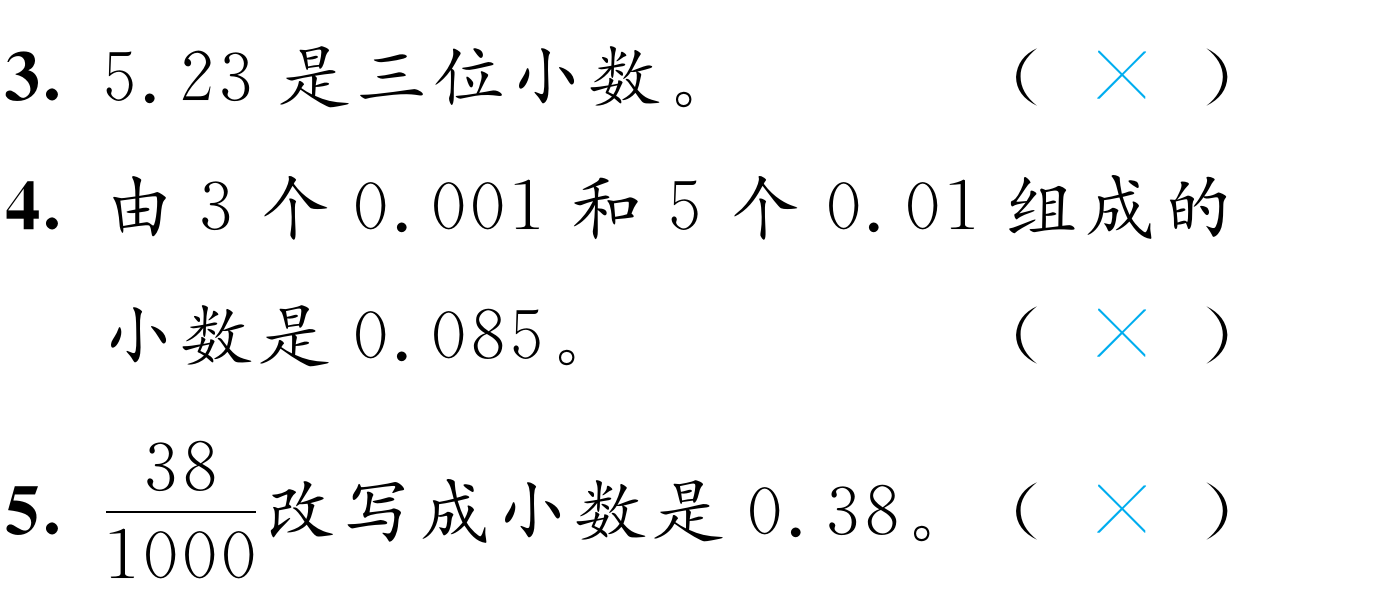 3. 5.23 是三位小数。 ( × )
4. 由 3 个 0.001 和 5 个 0.01 组成的
小数是 0.085。 ( × )
5. 38/1000 改写成小数是 0.38。 ( × )